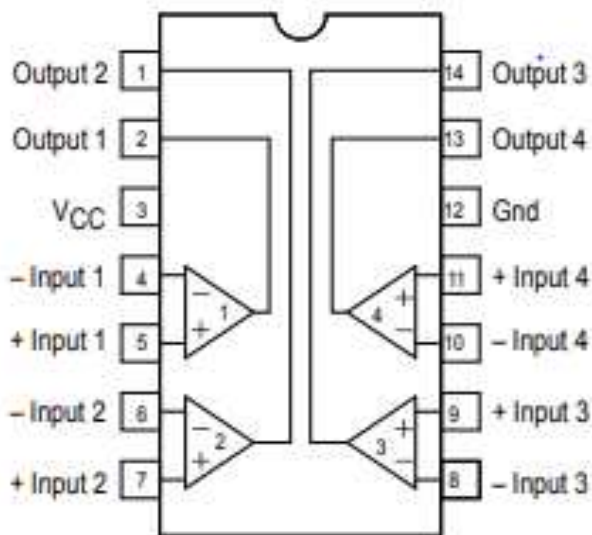 Output 2 1 14 Output 3
Output 1 2 13 Output 4
VCC 3 12 Gnd
– Input 1 4 11 + Input 4
– + 1 4 + –
+ Input 1 5 10 – Input 4
– Input 2 6 9 + Input 3
– + 2 3 + –
+ Input 2 7 8 – Input 3